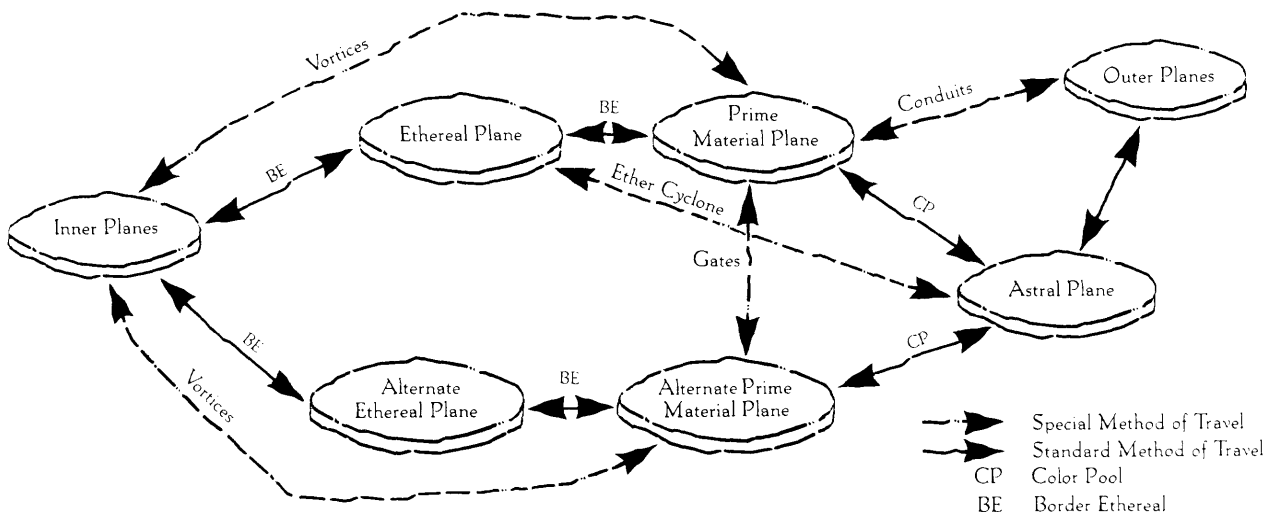 Vortices
Outer Planes
Conduits
BE
Prime
Material Plane
Ethereal Plane
BE
Ether Cyclone
CP
Inner Planes
Gates
Astral Plane
BE
CP
Vortices
BE
Alternate
Ethereal Plane
Alternate Prime
Material Plane
Special Method of Travel
Standard Method of Travel
CP Color Pool
BE Border Ethereal